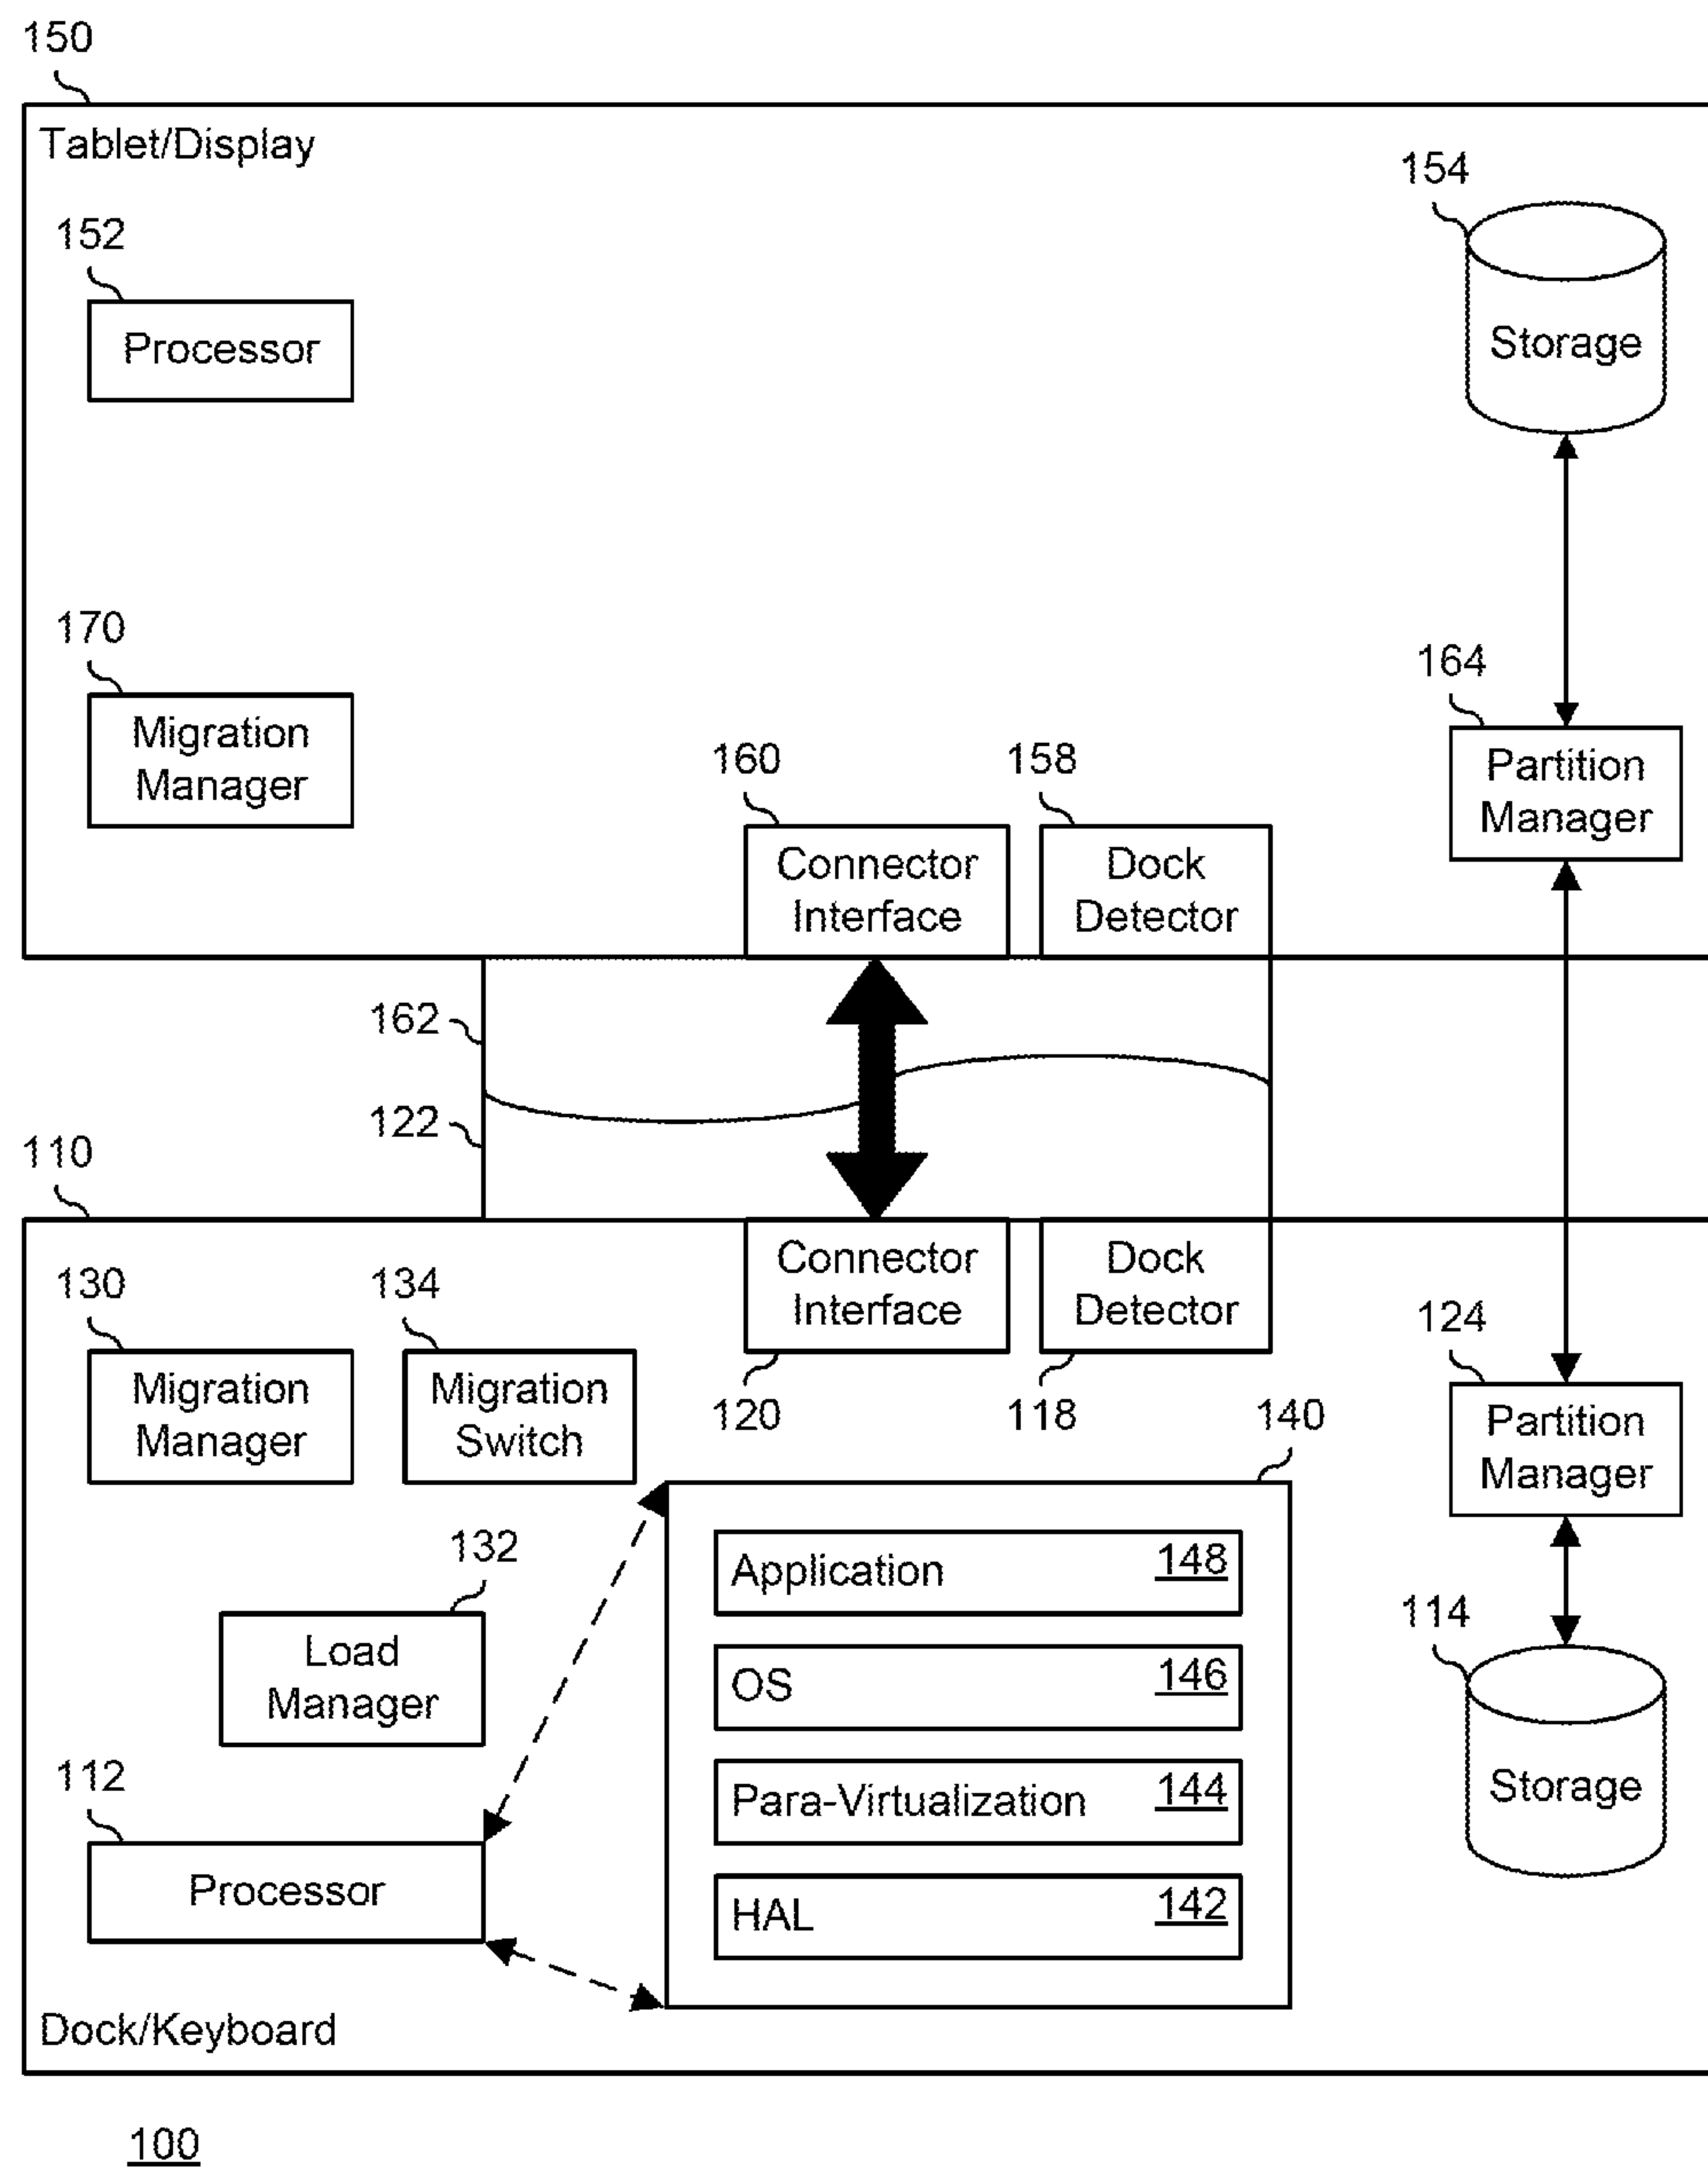 150
Tablet/Display
154
152
Processor
Storage
170
164
Migration
Manager
160
158
Partition
Manager
Connector
Interface
Dock
Detector
162
122
110
Connector
Interface
Dock
Detector
130
134
124
Migration
Manager
Migration
Switch
120
118
140
Partition
Manager
132
Application 148
114
Load
Manager
OS 146
112
Para-Virtualization 144
Storage
Processor
HAL 142
Dock/Keyboard
100